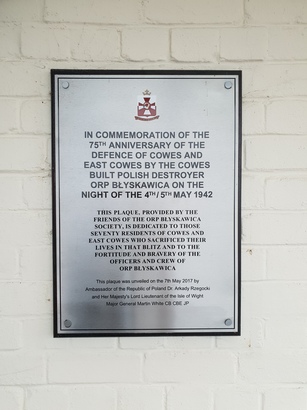 IN COMMEMORATION OF THE
75TH ANNIVERSARY OF THE
DEFENCE OF COWES AND
EAST COWES BY THE COWES
BUILT POLISH DESTROYER
ORP BŁYSKAWICA ON THE
NIGHT OF THE 4TH/5TH MAY 1942
THIS PLAQUE, PROVIDED BY THE
FRIENDS OF THE ORP BŁYSKAWICA
SOCIETY, IS DEDICATED TO THOSE
SEVENTY RESIDENTS OF COWES AND
EAST COWES WHO SACRIFICED THEIR
LIVES IN THAT BLITZ AND TO THE
FORTITUDE AND BRAVERY OF THE
OFFICERS AND CREW OF
ORP BŁYSKAWICA
This plaque was unveiled on the 7th May 2017 by
Ambassador of the Republic of Poland Dr. Arkady Rzegocki
and Her Majesty's Lord Lieutenant of the Isle of Wight
Major General Martin White CB CBE JP